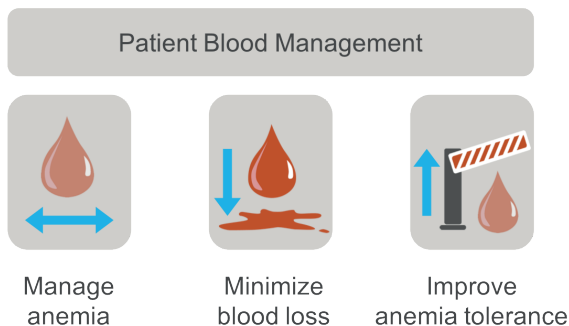 Patient Blood Management
Manage
anemia
Minimize
blood loss
Improve
anemia tolerance